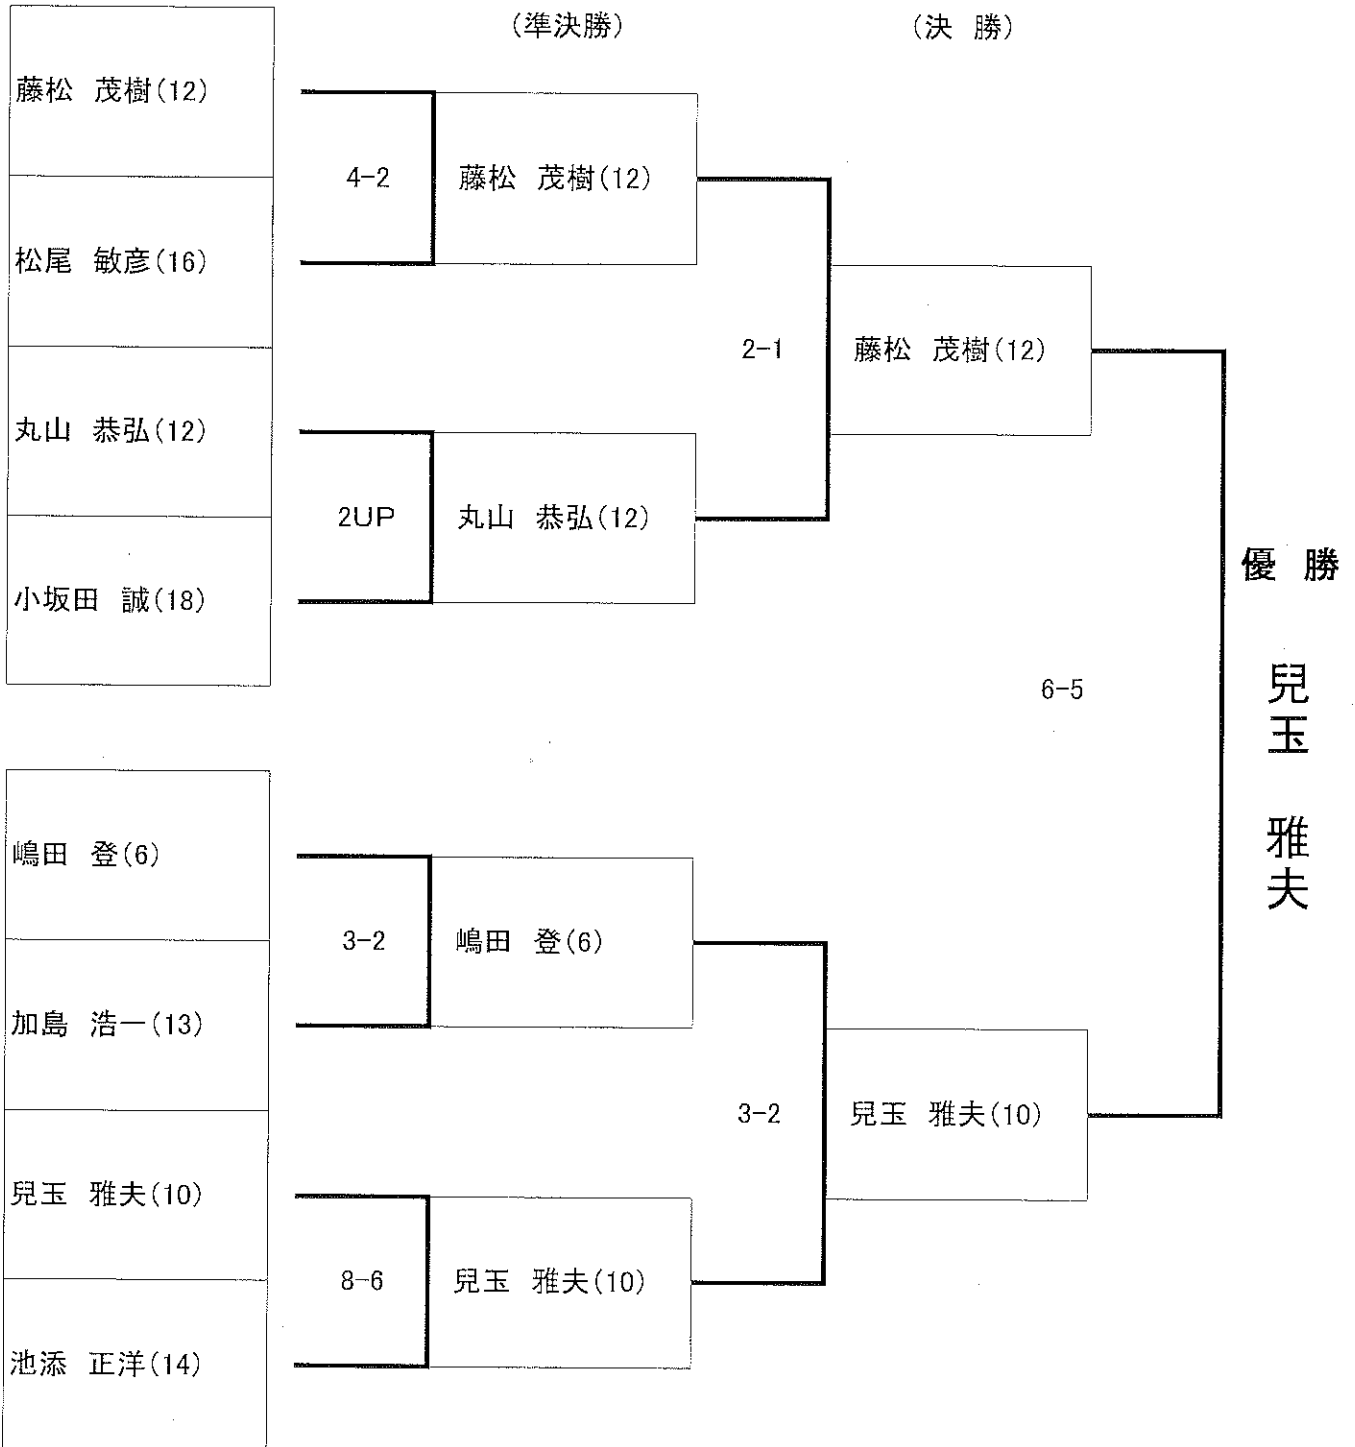 (準決勝)
(決 勝)
藤松 茂樹(12)
松尾 敏彦(16)
丸山 恭弘(12)
小坂田 誠(18)
4-2
藤松 茂樹(12)
2UP
丸山 恭弘(12)
2-1
藤松 茂樹(12)
嶋田 登(6)
加島 浩一(13)
兒玉 雅夫(10)
池添 正洋(14)
3-2
嶋田 登(6)
8-6
兒玉 雅夫(10)
3-2
兒玉 雅夫(10)
6-5
優 勝
兒玉 雅夫